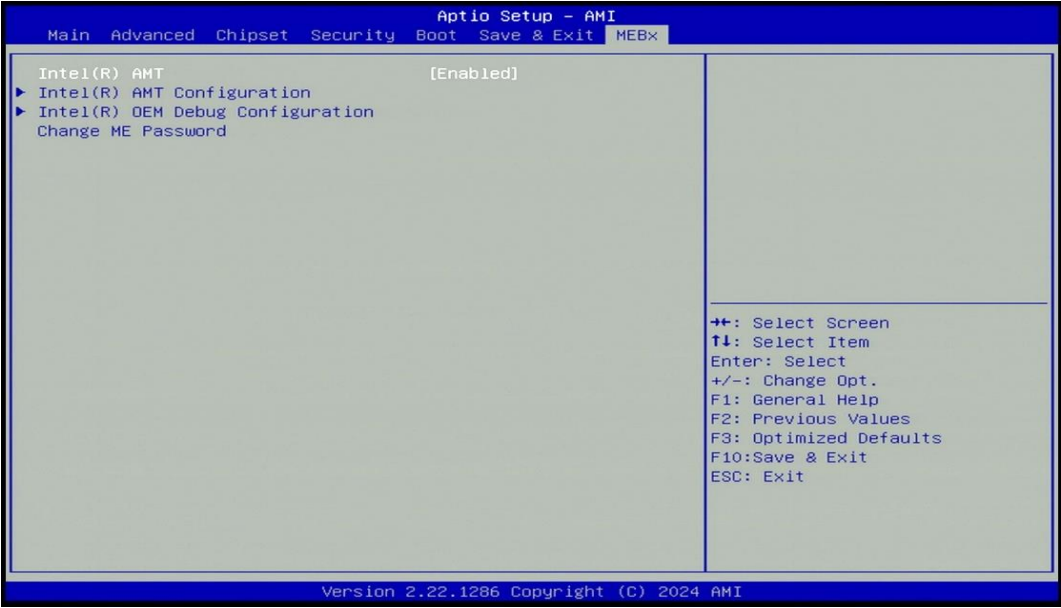 Aptio Setup - AMI
Main Advanced Chipset Security Boot Save & Exit MEBx
Intel(R) AMT [Enabled]
▶ Intel(R) AMT Configuration
▶ Intel(R) OEM Debug Configuration
Change ME Password
→←: Select Screen
↑↓: Select Item
Enter: Select
+/-: Change Opt.
F1: General Help
F2: Previous Values
F3: Optimized Defaults
F10:Save & Exit
ESC: Exit
Version 2.22.1286 Copyright (C) 2024 AMI